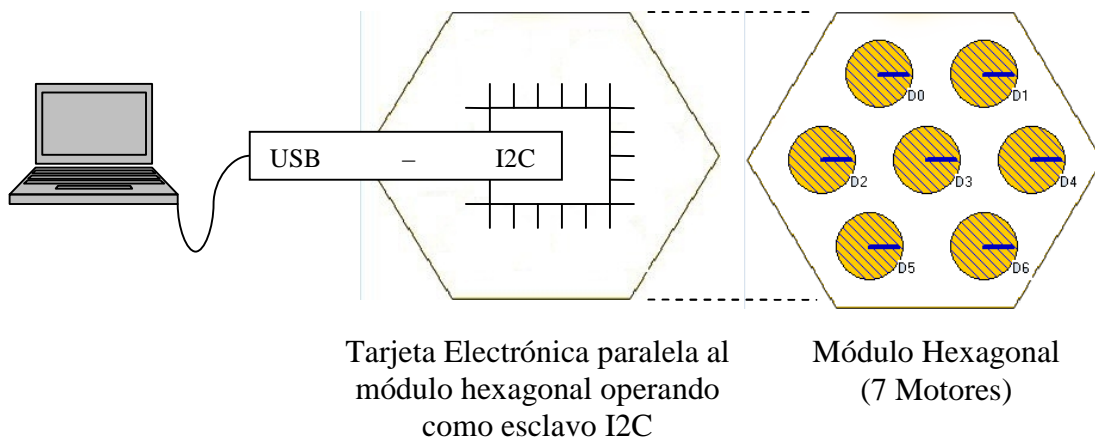 USB – I2C
D0 D1
D2 D3 D4
D5 D6
Tarjeta Electrónica paralela al
módulo hexagonal operando
como esclavo I2C
Módulo Hexagonal
(7 Motores)